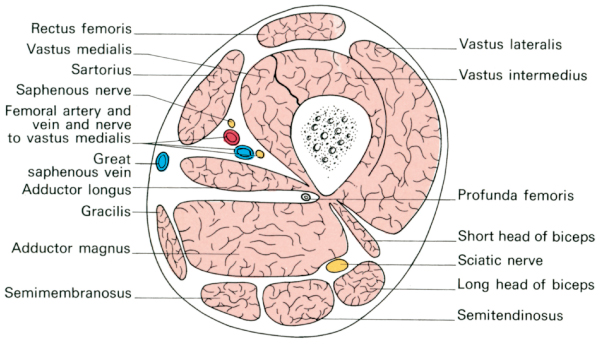 Rectus femoris
Vastus medialis
Sartorius
Saphenous nerve
Femoral artery and
vein and nerve
to vastus medialis
Great
saphenous vein
Adductor longus
Gracilis
Adductor magnus
Semimembranosus
Vastus lateralis
Vastus intermedius
Profunda femoris
Short head of biceps
Sciatic nerve
Long head of biceps
Semitendinosus